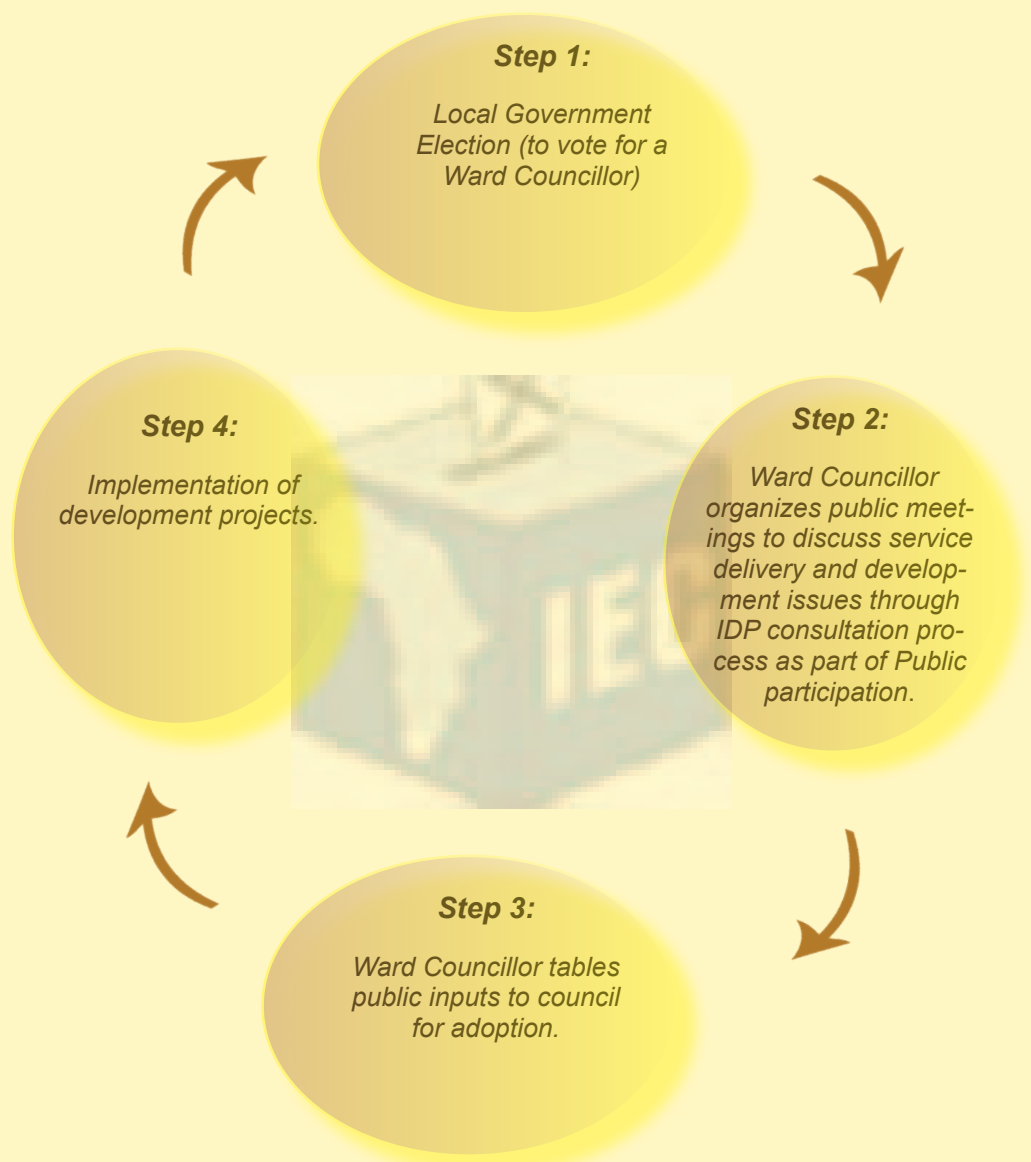 Step 1:
Local Government
Election (to vote for a
Ward Councillor)
Step 2:
Ward Councillor
organizes public meet-
ings to discuss service
delivery and develop-
ment issues through
IDP consultation pro-
cess as part of Public
participation.
Step 3:
Ward Councillor tables
public inputs to council
for adoption.
Step 4:
Implementation of
development projects.
IEC